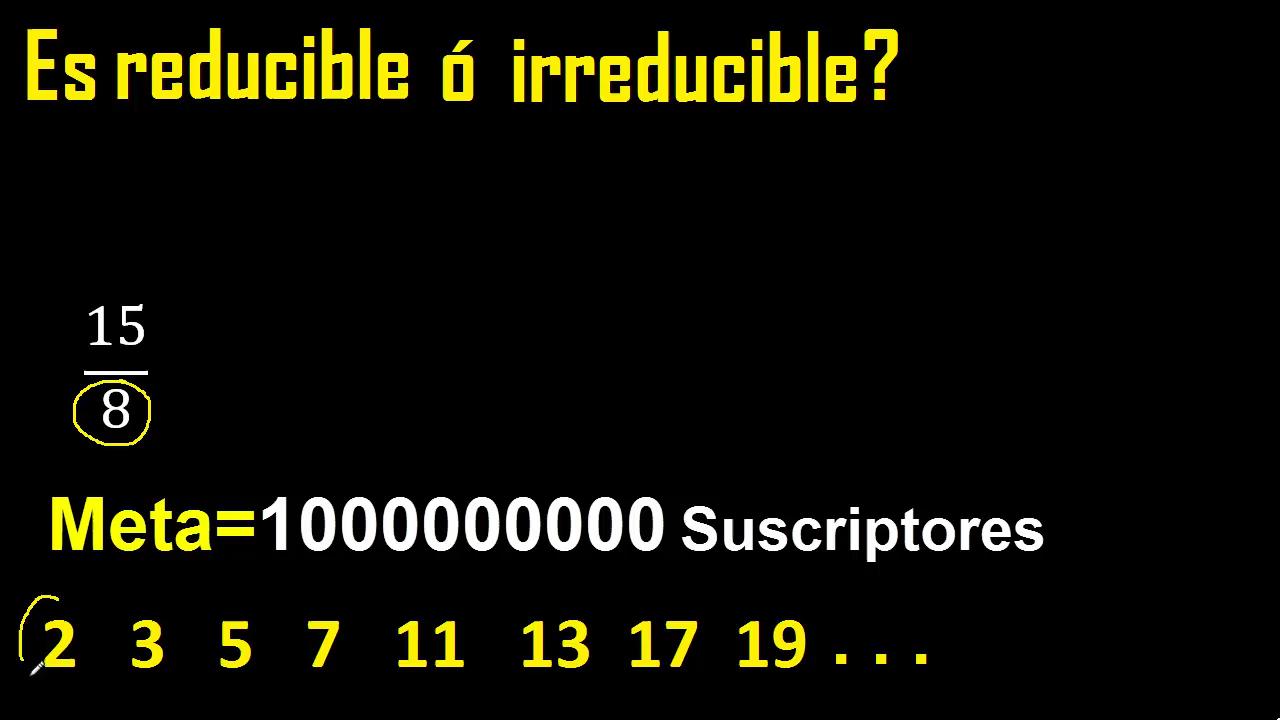 Es reducible ó irreducible?
15
8
Meta=1000000000 Suscriptores
2 3 5 7 11 13 17 19 . . .